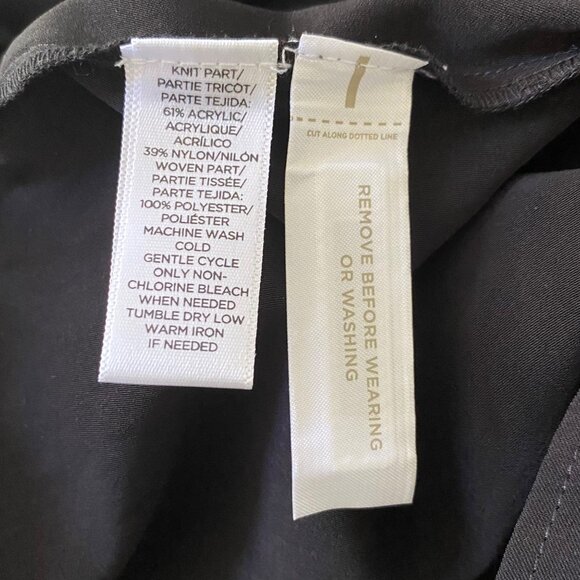 KNIT PART/
PARTIE TRICOT/
PARTE TEJIDA:
61% ACRYLIC/
ACRYLIQUE/
ACRÍLICO
39% NYLON/NILÓN
WOVEN PART/
PARTIE TISSÉE/
PARTE TEJIDA:
100% POLYESTER/
POLIÉSTER
MACHINE WASH
COLD
GENTLE CYCLE
ONLY NON-
CHLORINE BLEACH
WHEN NEEDED
TUMBLE DRY LOW
WARM IRON
IF NEEDED
CUT ALONG DOTTED LINE
REMOVE BEFORE WEARING
OR WASHING